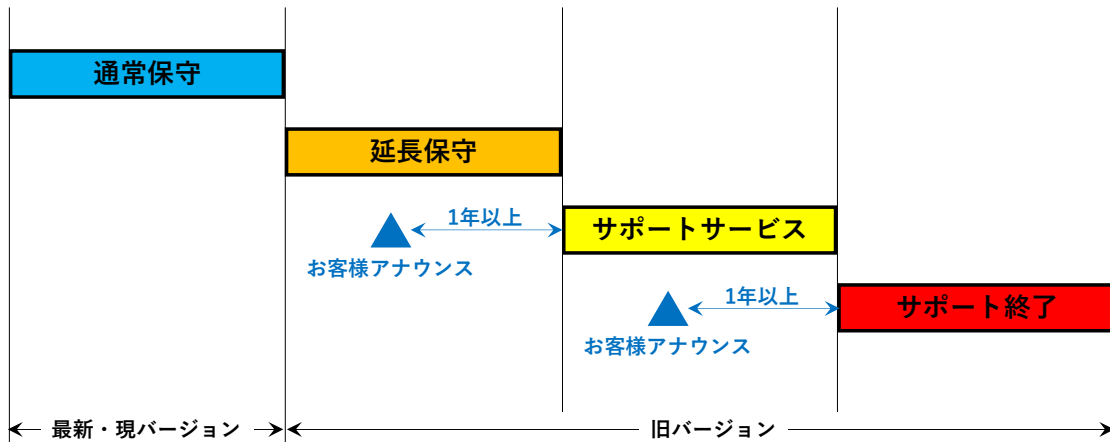 通常保守
延長保守
1年以上
サポートサービス
お客様アナウンス
1年以上
サポート終了
お客様アナウンス
最新・現バージョン
旧バージョン